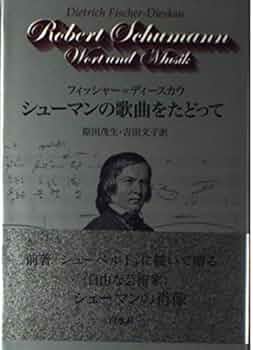 Dietrich Fischer-Dieskau
Robert Schumann
Wort und Musik
フィッシャー=ディースカウ
シューマンの歌曲をたどって
原田茂生・吉田文子訳
前著『シューベルト』に続いて贈る
〈自由な芸術家〉
シューマンの肖像
白水社